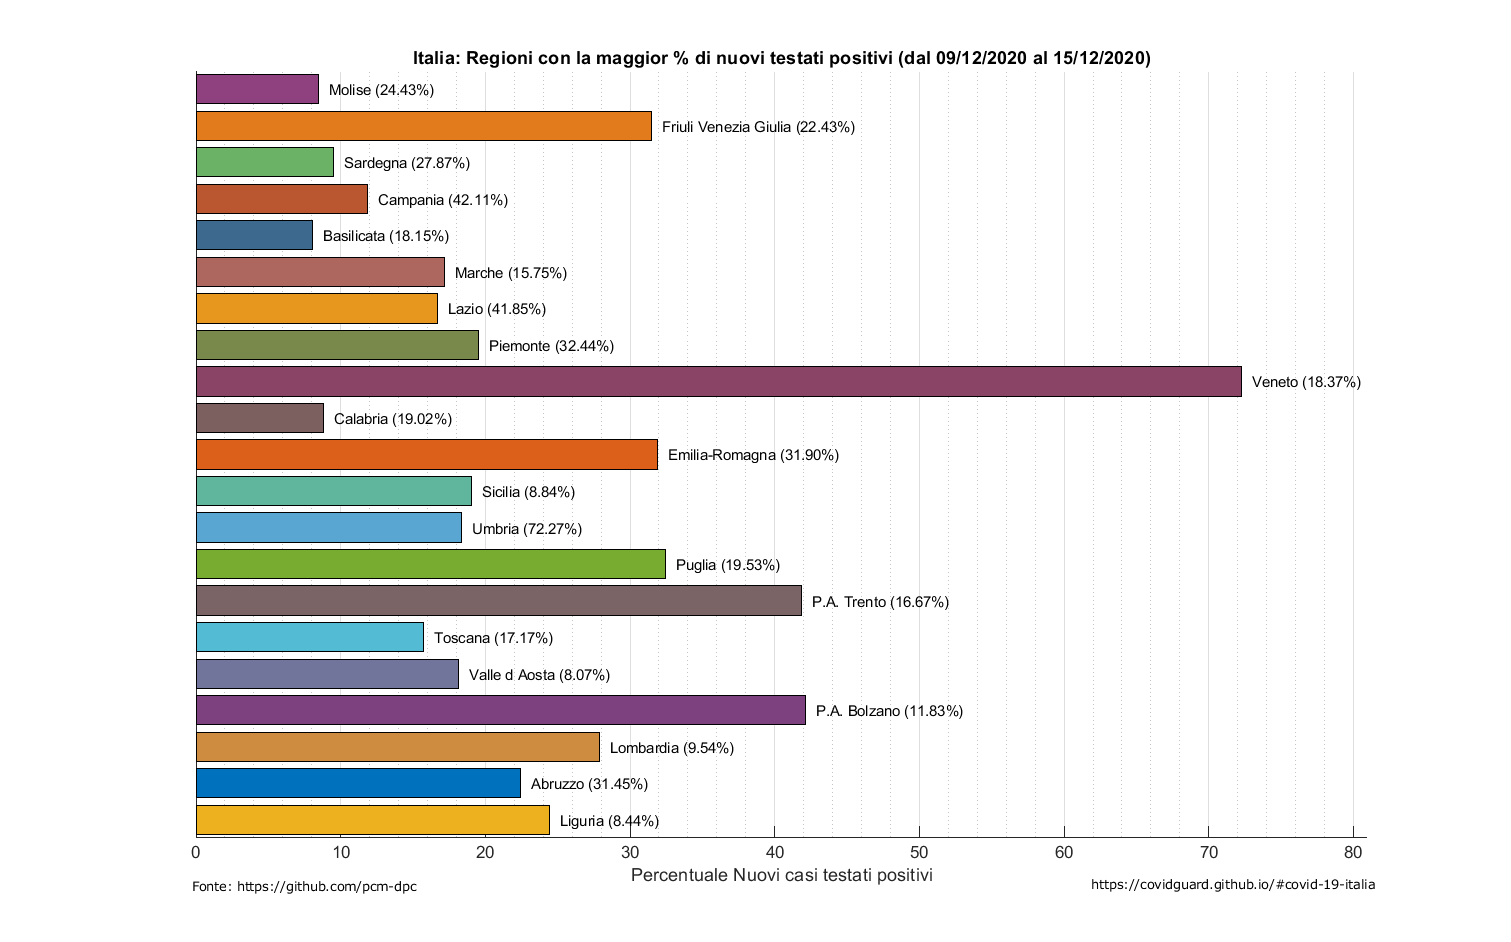 Italia: Regioni con la maggior % di nuovi testati positivi (dal 09/12/2020 al 15/12/2020)
Molise (24.43%)
Friuli Venezia Giulia (22.43%)
Sardegna (27.87%)
Campania (42.11%)
Basilicata (18.15%)
Marche (15.75%)
Lazio (41.85%)
Piemonte (32.44%)
Veneto (18.37%)
Calabria (19.02%)
Emilia-Romagna (31.90%)
Sicilia (8.84%)
Umbria (72.27%)
Puglia (19.53%)
P.A. Trento (16.67%)
Toscana (17.17%)
Valle d Aosta (8.07%)
P.A. Bolzano (11.83%)
Lombardia (9.54%)
Abruzzo (31.45%)
Liguria (8.44%)
0 10 20 30 40 50 60 70 80
Percentuale Nuovi casi testati positivi
Fonte: https://github.com/pcm-dpc
https://covidguard.github.io/#covid-19-italia